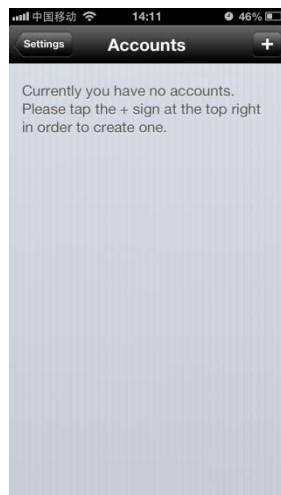 中国移动 14:11 46%
Settings Accounts +
Currently you have no accounts.
Please tap the + sign at the top right
in order to create one.